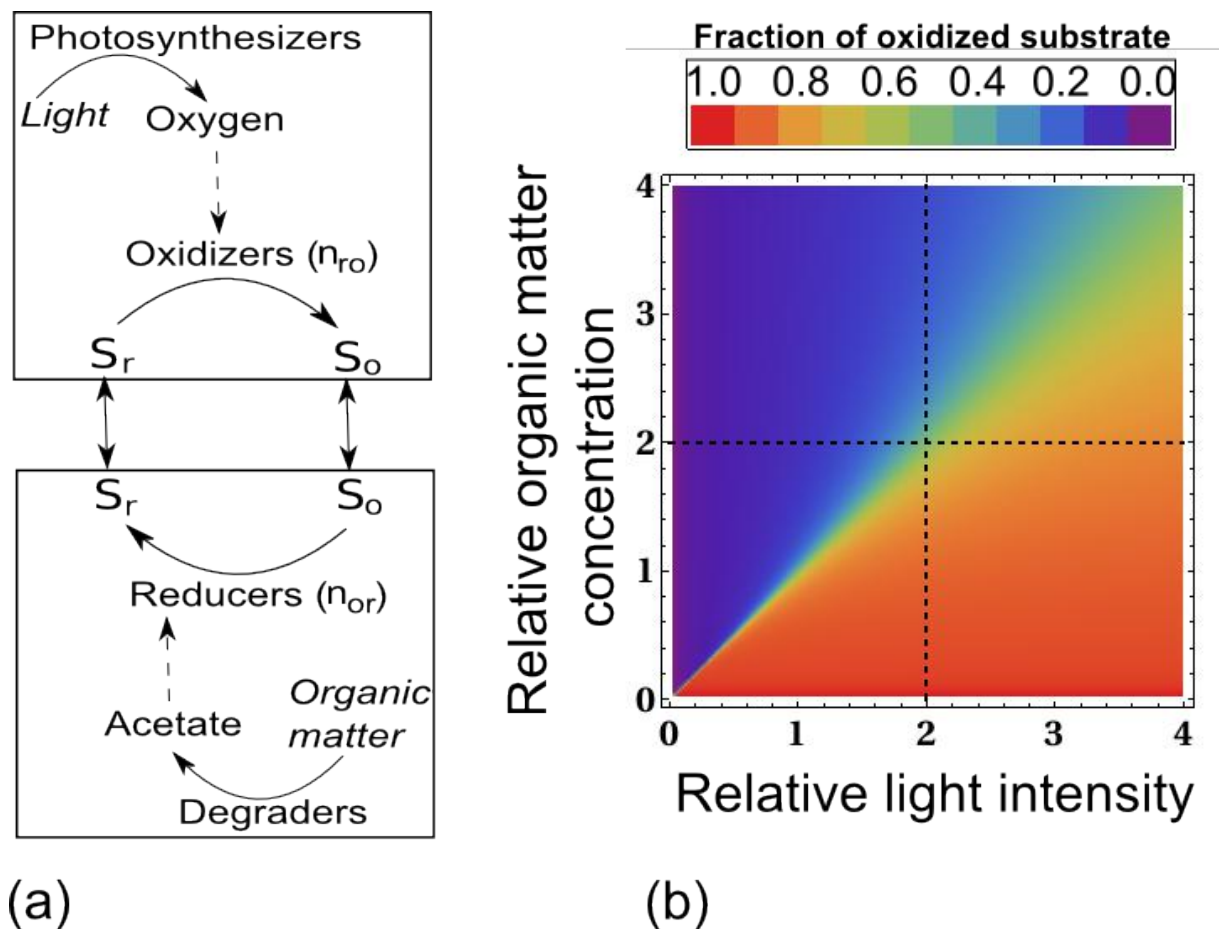 Photosynthesizers
Light
Oxygen
Oxidizers (nro)
Sr
So
Sr
So
Reducers (nor)
Organic
matter
Acetate
Degraders
(a)
Fraction of oxidized substrate
1.0 0.8 0.6 0.4 0.2 0.0
Relative organic matter
concentration
4
3
2
1
0
0 1 2 3 4
Relative light intensity
(b)